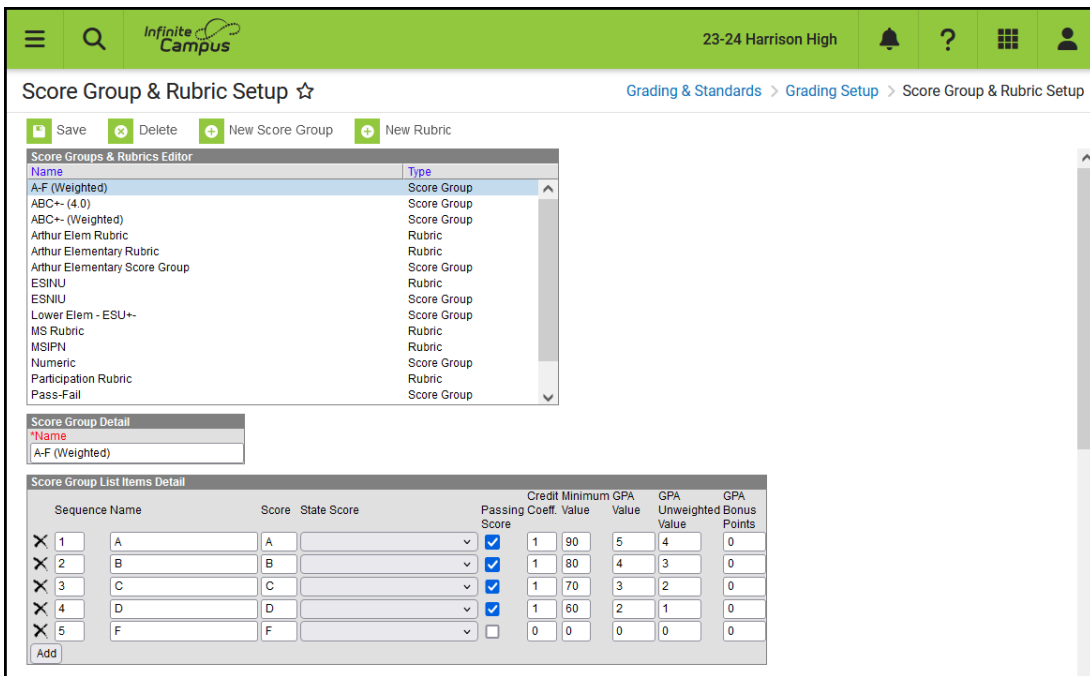 Infinite Campus
23-24 Harrison High
?
Score Group & Rubric Setup
Grading & Standards > Grading Setup > Score Group & Rubric Setup
Save Delete New Score Group New Rubric
Score Groups & Rubrics Editor
Name Type
A-F (Weighted) Score Group
ABC+- (4.0) Score Group
ABC+- (Weighted) Score Group
Arthur Elem Rubric Rubric
Arthur Elementary Rubric Rubric
Arthur Elementary Score Group Score Group
ESINU Rubric
ESNIU Score Group
Lower Elem - ESU+- Score Group
MS Rubric Rubric
MSIPN Rubric
Numeric Score Group
Participation Rubric Rubric
Pass-Fail Score Group
Score Group Detail
*Name
A-F (Weighted)
Score Group List Items Detail
Sequence Name Score State Score Passing Score Credit Coeff. Minimum Value GPA Value GPA Unweighted Value GPA Bonus Points
1 A A 1 90 5 4 0
2 B B 1 80 4 3 0
3 C C 1 70 3 2 0
4 D D 1 60 2 1 0
5 F F 0 0 0 0 0
Add